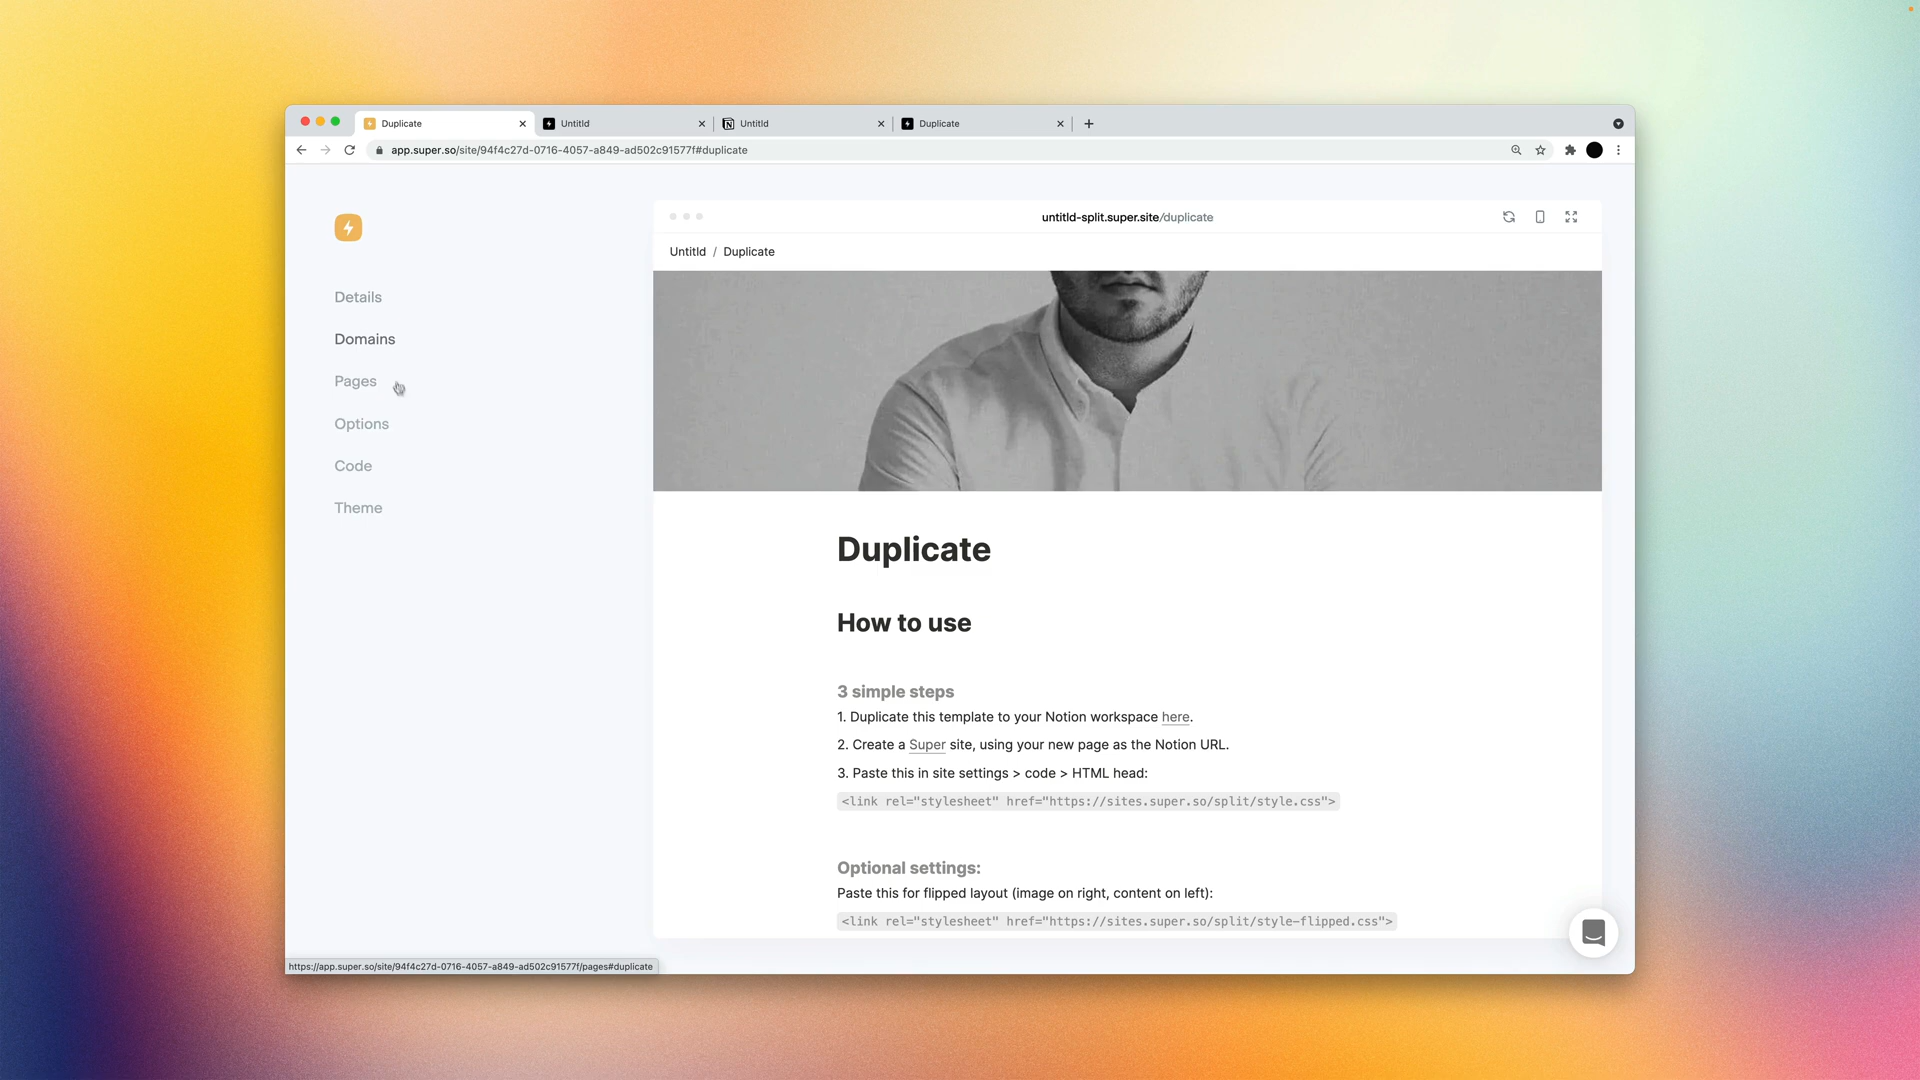 Duplicate
Untitld
Untitld
Duplicate
app.super.so/site/94f4c27d-0716-4057-a849-ad502c91577f#duplicate
untitld-split.super.site/duplicate
Untitld / Duplicate
Details
Domains
Pages
Options
Code
Theme
Duplicate
How to use
3 simple steps
1. Duplicate this template to your Notion workspace here.
2. Create a Super site, using your new page as the Notion URL.
3. Paste this in site settings > code > HTML head:
<link rel="stylesheet" href="https://sites.super.so/split/style.css">
Optional settings:
Paste this for flipped layout (image on right, content on left):
<link rel="stylesheet" href="https://sites.super.so/split/style-flipped.css">
https://app.super.so/site/94f4c27d-0716-4057-a849-ad502c91577f/pages#duplicate